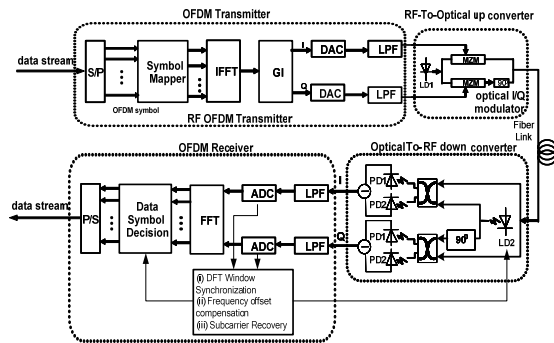 OFDM Transmitter
RF-To-Optical up converter
data stream
S/P
Symbol
Mapper
IFFT
GI
I
Q
DAC
LPF
DAC
LPF
OFDM symbol
RF OFDM Transmitter
LD1
MZM
MZM
90°
optical I/Q
modulator
Fiber
Link
OFDM Receiver
OpticalTo-RF down converter
data stream
P/S
Data
Symbol
Decision
FFT
ADC
LPF
I
ADC
LPF
Q
PD1
PD2
PD1
PD2
90°
LD2
(i) DFT Window
Synchronization
(ii) Frequency offset
compensation
(iii) Subcarrier Recovery